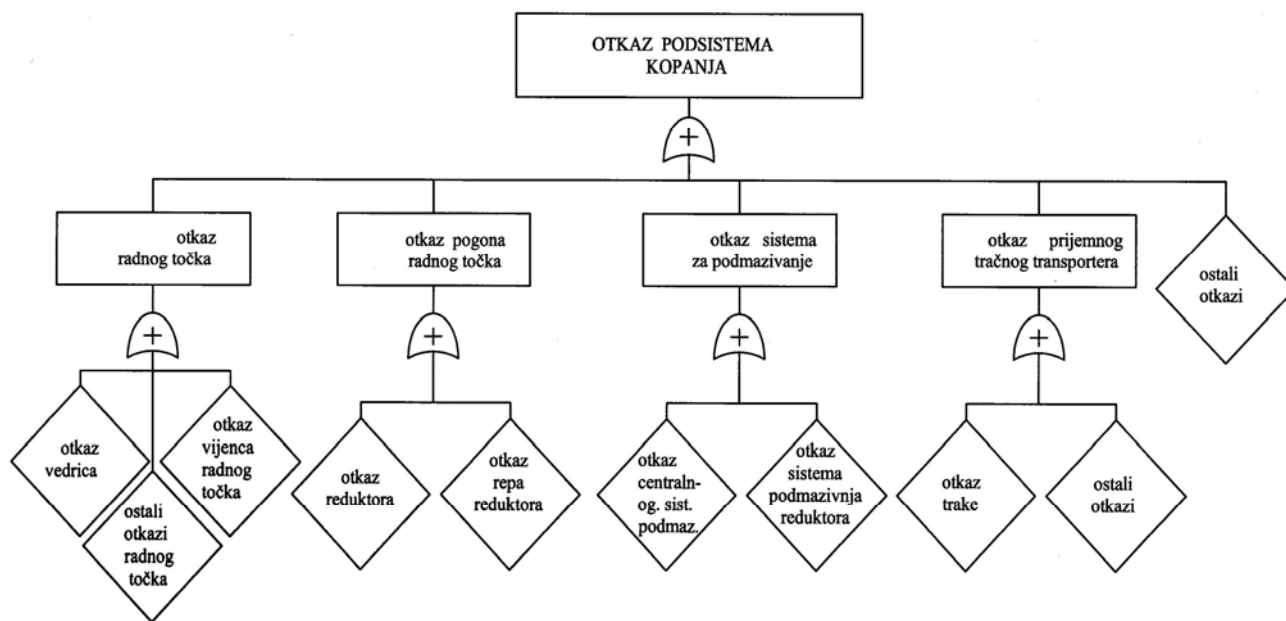 OTKAZ PODSISTEMA
KOPANJA
+
otkaz
radnog točka
otkaz pogona
radnog točka
otkaz sistema
za podmazivanje
otkaz prijemnog
tračnog transportera
ostali
otkazi
+
+
+
+
otkaz
vedrica
ostali
otkazi
radnog
točka
otkaz
vijenca
radnog
točka
otkaz
reduktora
otkaz
repa
reduktora
otkaz
centraln-
og. sist.
podmaz.
otkaz
sistema
podmazivnja
reduktora
otkaz
trake
ostali
otkazi